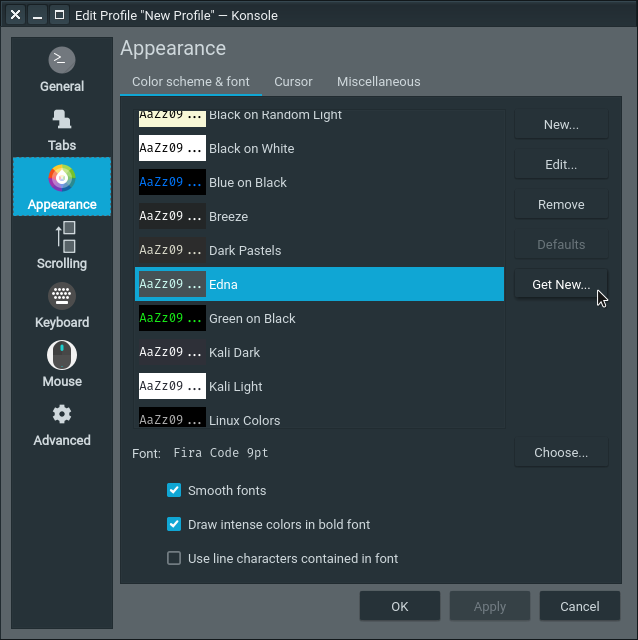 Edit Profile "New Profile" — Konsole
General
Tabs
Appearance
Scrolling
Keyboard
Mouse
Advanced
Appearance
Color scheme & font
Cursor
Miscellaneous
AaZz09 ... Black on Random Light
AaZz09 ... Black on White
AaZz09 ... Blue on Black
AaZz09 ... Breeze
AaZz09 ... Dark Pastels
AaZz09 ... Edna
AaZz09 ... Green on Black
AaZz09 ... Kali Dark
AaZz09 ... Kali Light
AaZz09 ... Linux Colors
New...
Edit...
Remove
Defaults
Get New...
Font: Fira Code 9pt
Choose...
Smooth fonts
Draw intense colors in bold font
Use line characters contained in font
OK
Apply
Cancel